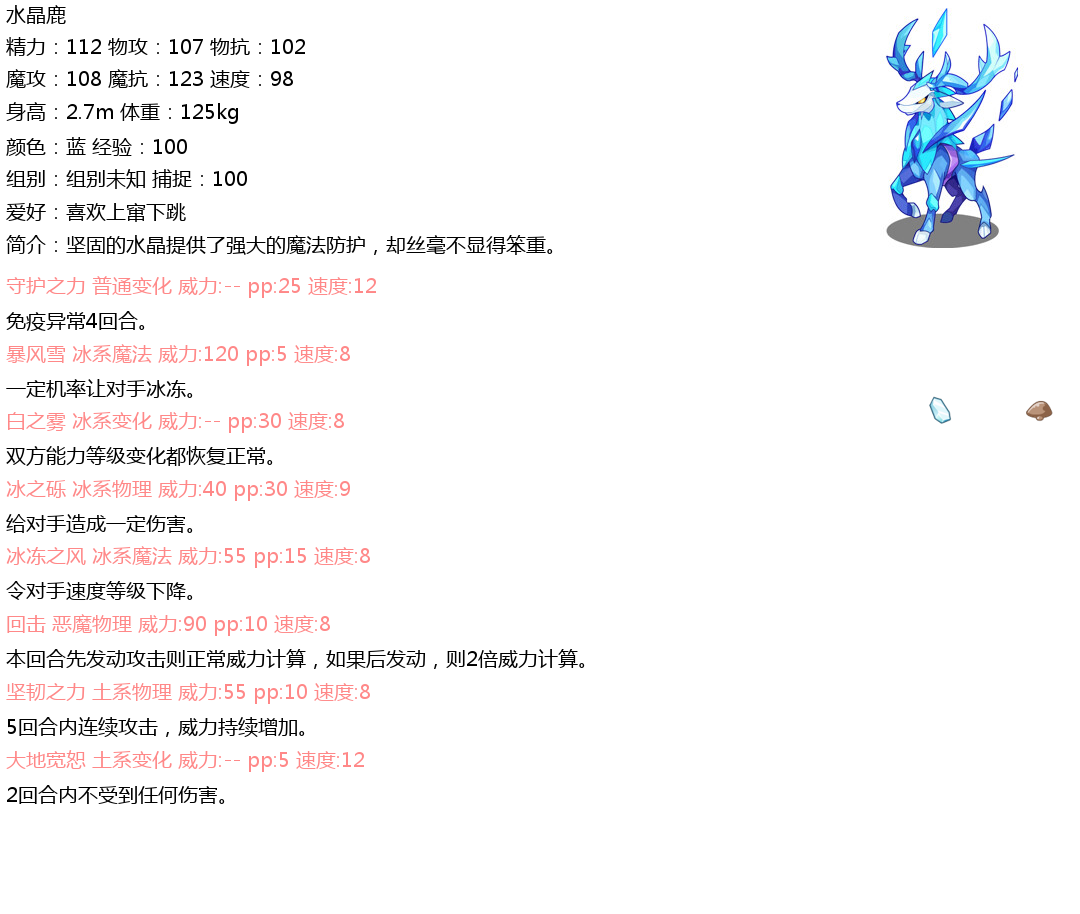 水晶鹿
精力：112 物攻：107 物抗：102
魔攻：108 魔抗：123 速度：98
身高：2.7m 体重：125kg
颜色：蓝 经验：100
组别：组别未知 捕捉：100
爱好：喜欢上窜下跳
简介：坚固的水晶提供了强大的魔法防护，却丝毫不显得笨重。
守护之力 普通变化 威力:-- pp:25 速度:12
免疫异常4回合。
暴风雪 冰系魔法 威力:120 pp:5 速度:8
一定机率让对手冰冻。
白之雾 冰系变化 威力:-- pp:30 速度:8
双方能力等级变化都恢复正常。
冰之砾 冰系物理 威力:40 pp:30 速度:9
给对手造成一定伤害。
冰冻之风 冰系魔法 威力:55 pp:15 速度:8
令对手速度等级下降。
回击 恶魔物理 威力:90 pp:10 速度:8
本回合先发动攻击则正常威力计算，如果后发动，则2倍威力计算。
坚韧之力 土系物理 威力:55 pp:10 速度:8
5回合内连续攻击，威力持续增加。
大地宽恕 土系变化 威力:-- pp:5 速度:12
2回合内不受到任何伤害。